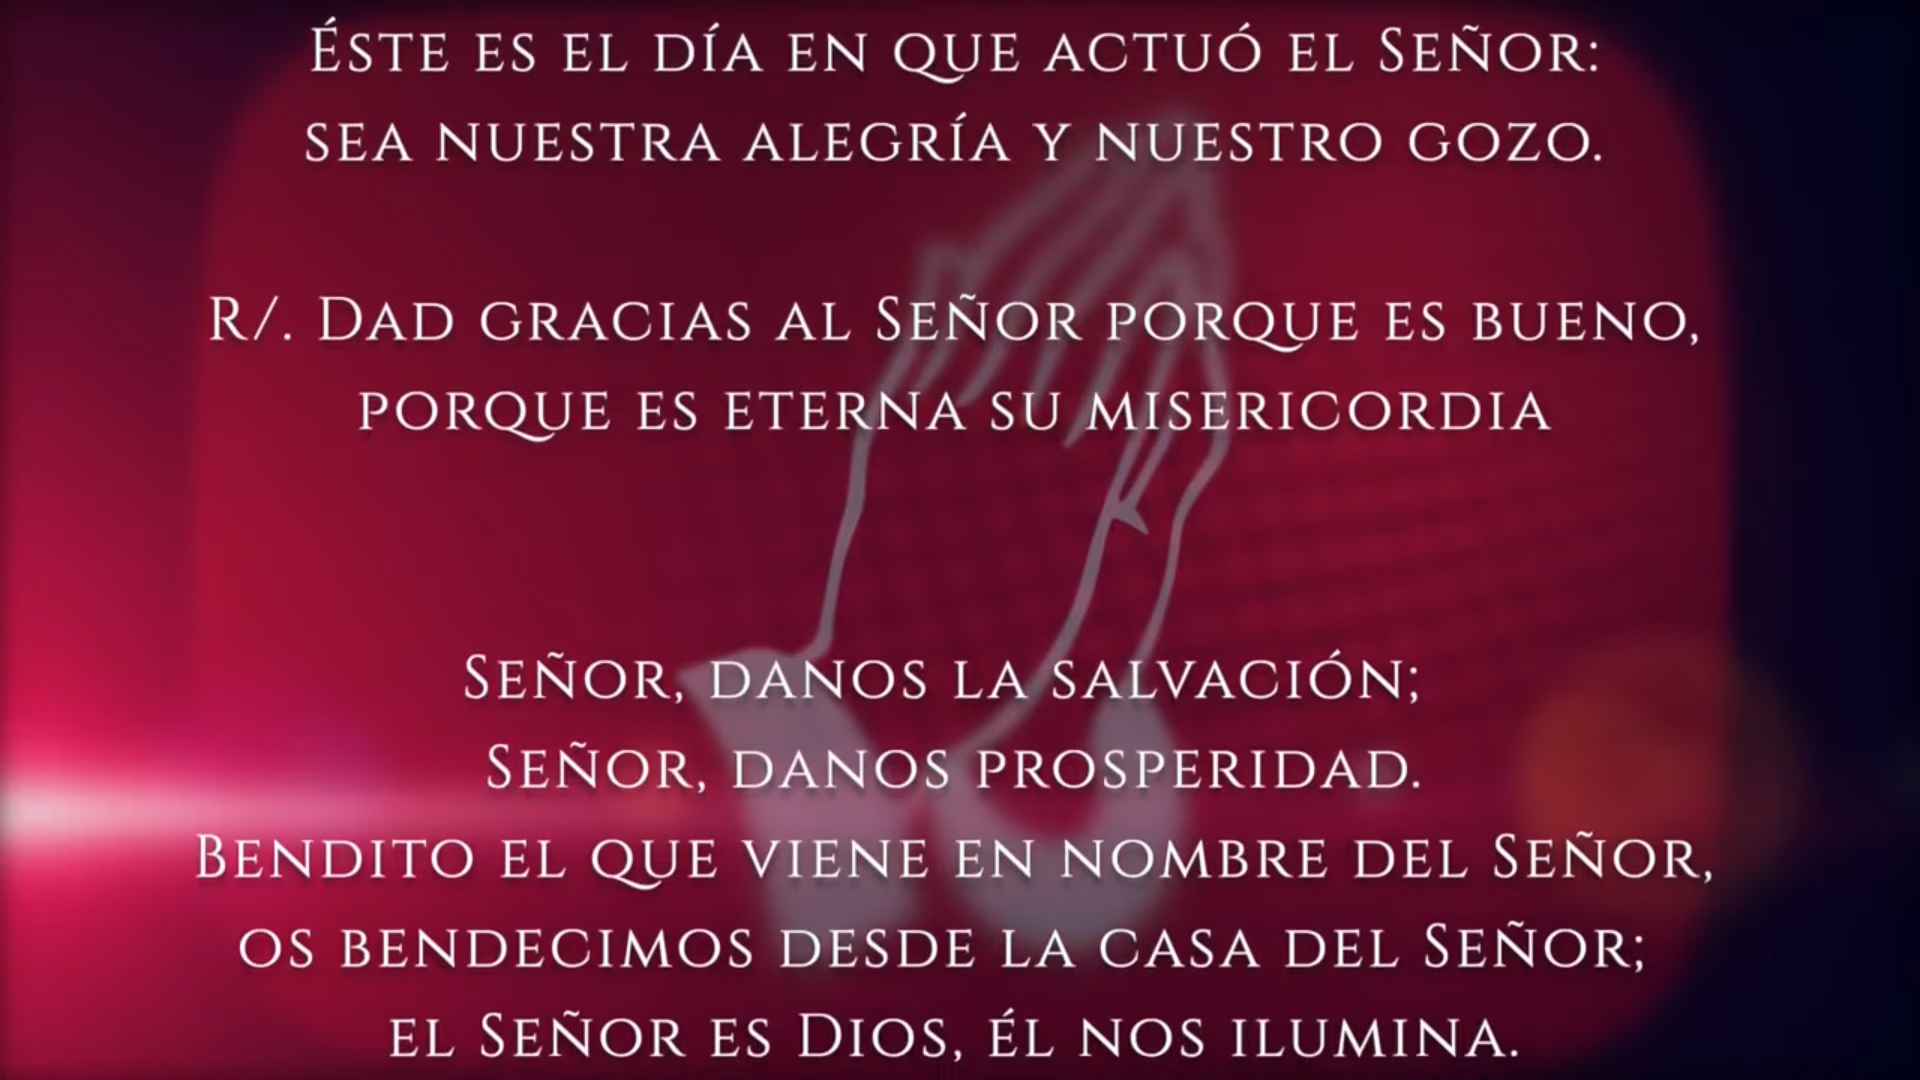 Éste es el día en que actuó el Señor:
sea nuestra alegría y nuestro gozo.
R/. Dad gracias al Señor porque es bueno,
porque es eterna su misericordia
Señor, danos la salvación;
Señor, danos prosperidad.
Bendito el que viene en nombre del Señor,
os bendecimos desde la casa del Señor;
el Señor es Dios, él nos ilumina.